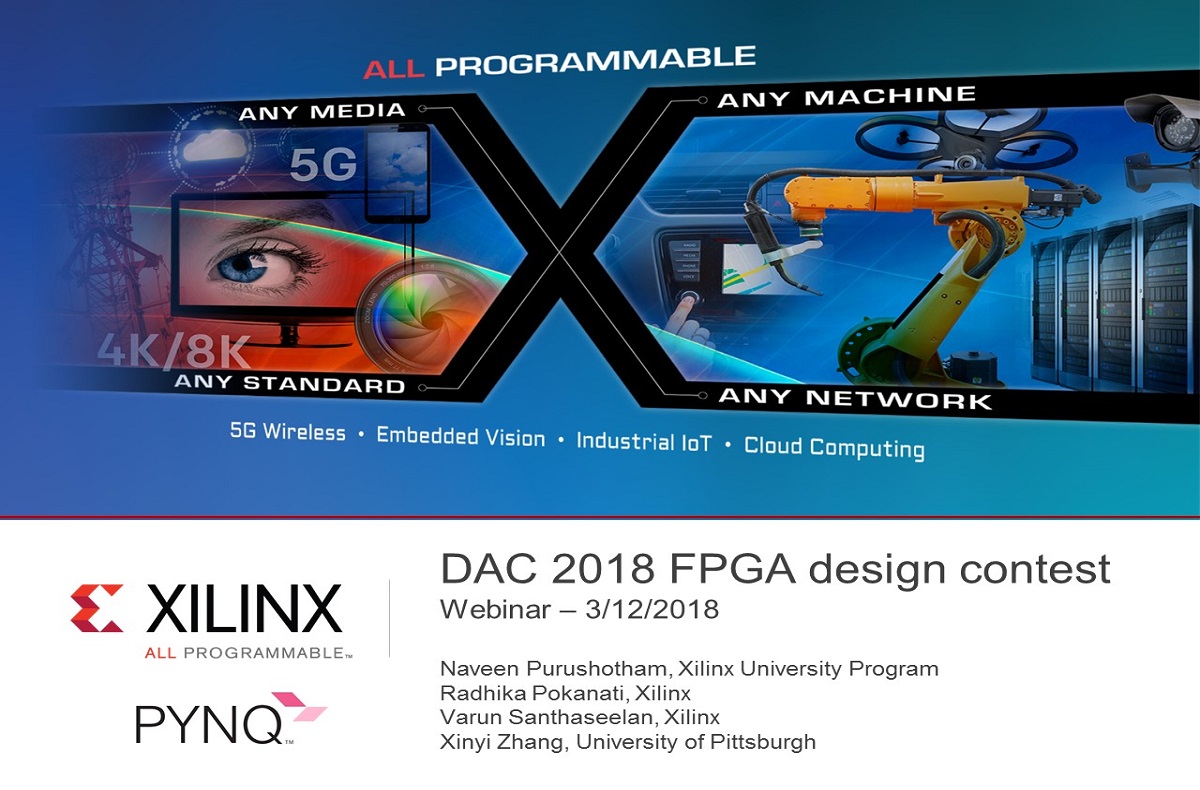 ALL PROGRAMMABLE
ANY MEDIA
ANY MACHINE
5G
4K/8K
ANY STANDARD
ANY NETWORK
5G Wireless • Embedded Vision • Industrial IoT • Cloud Computing
XILINX
ALL PROGRAMMABLE™
PYNQ™
DAC 2018 FPGA design contest
Webinar – 3/12/2018
Naveen Purushotham, Xilinx University Program
Radhika Pokanati, Xilinx
Varun Santhaseelan, Xilinx
Xinyi Zhang, University of Pittsburgh